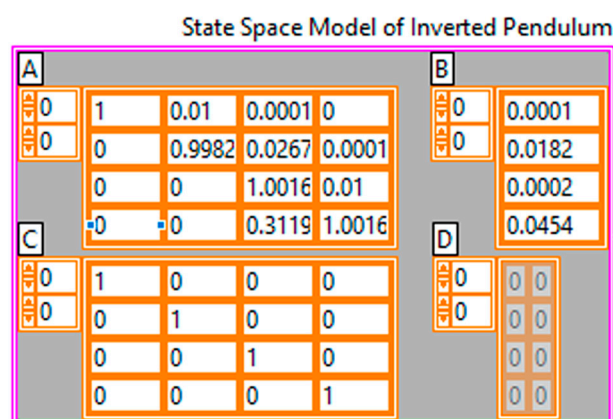 State Space Model of Inverted Pendulum
A B
0 1 0.01 0.0001 0 0 0.0001
0 0 0.9982 0.0267 0.0001 0 0.0182
0 0 1.0016 0.01 0.0002
0 0 0.3119 1.0016 0.0454
C D
0 1 0 0 0 0 0 0
0 0 1 0 0 0 0 0
0 0 1 0 0 0
0 0 0 1 0 0